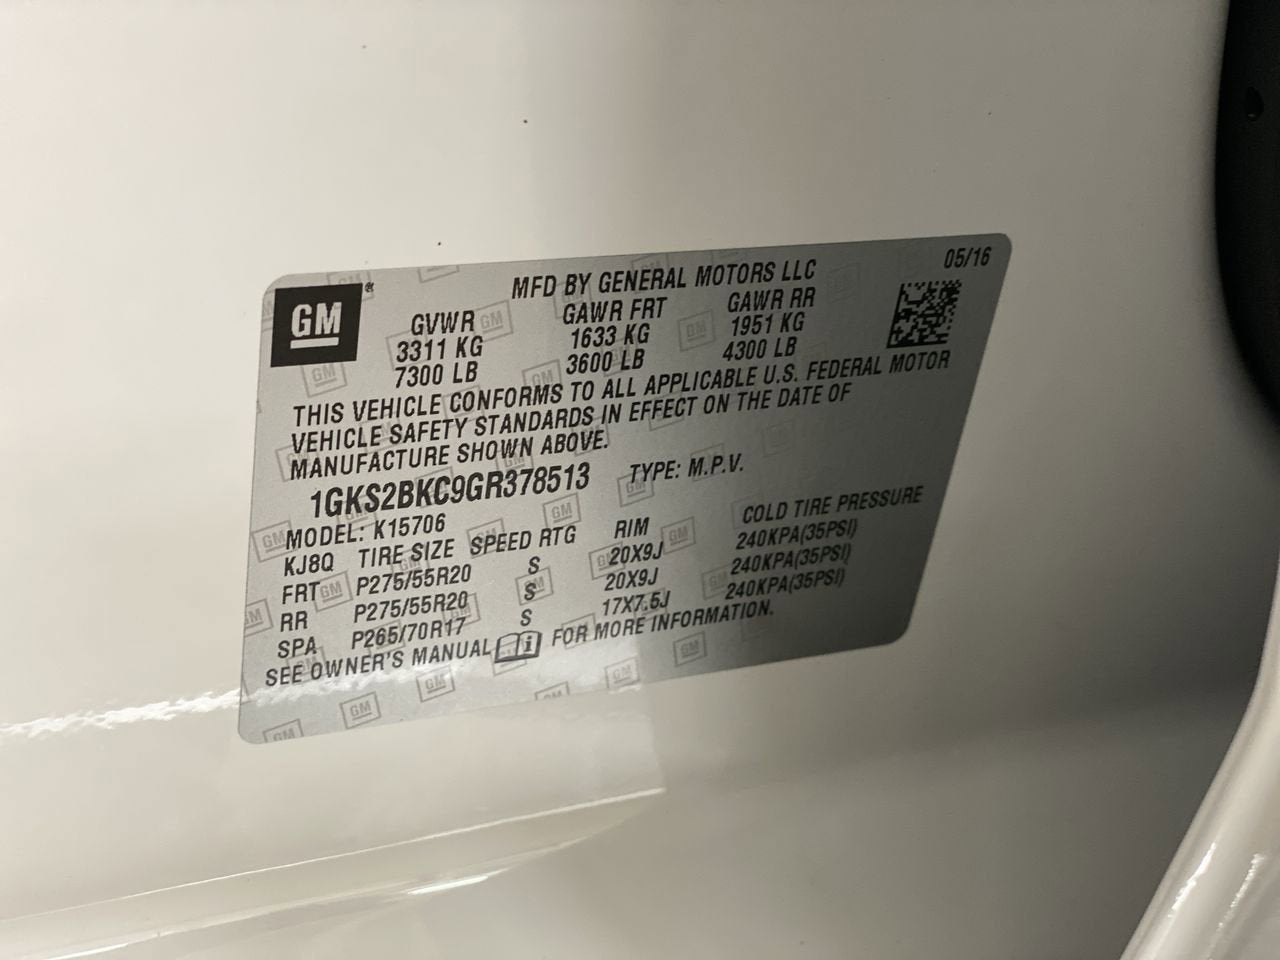 05/16
MFD BY GENERAL MOTORS LLC
GM®
GVWR GAWR FRT GAWR RR
3311 KG 1633 KG 1951 KG
7300 LB 3600 LB 4300 LB
THIS VEHICLE CONFORMS TO ALL APPLICABLE U.S. FEDERAL MOTOR
VEHICLE SAFETY STANDARDS IN EFFECT ON THE DATE OF
MANUFACTURE SHOWN ABOVE.
1GKS2BKC9GR378513 TYPE: M.P.V.
MODEL: K15706
KJ8Q TIRE SIZE SPEED RTG RIM COLD TIRE PRESSURE
FRT P275/55R20 S 20X9J 240KPA(35PSI)
RR P275/55R20 S 20X9J 240KPA(35PSI)
SPA P265/70R17 S 17X7.5J 240KPA(35PSI)
SEE OWNER'S MANUAL i FOR MORE INFORMATION.